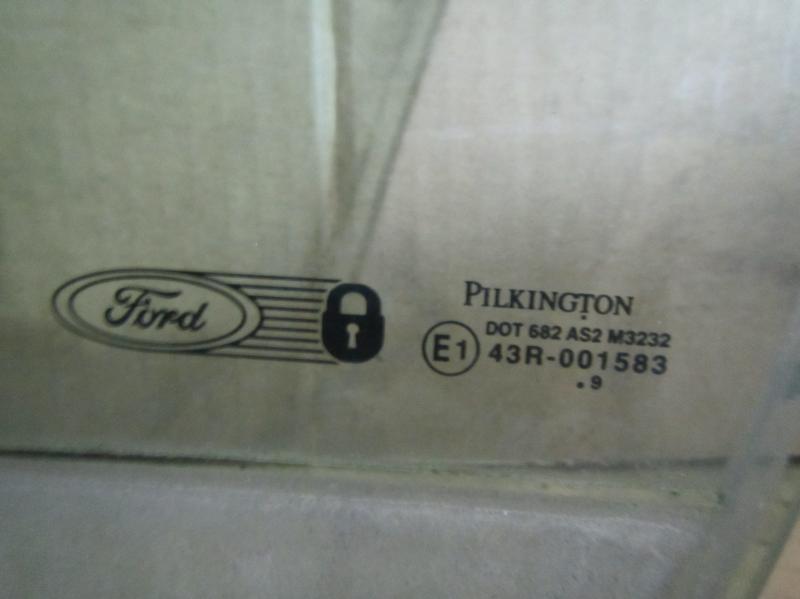 Ford
PILKINGTON
DOT 682 AS2 M3232
E1 43R-001583
.9